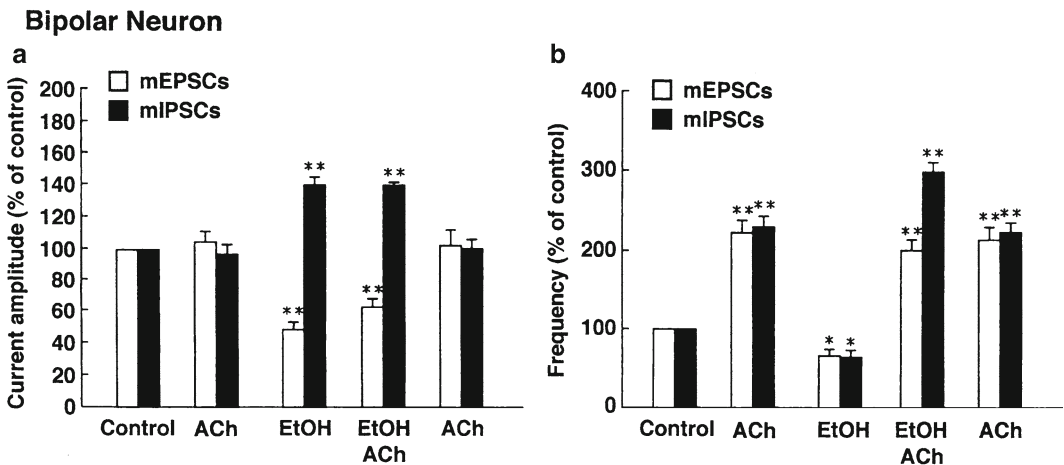 Bipolar Neuron
a
Current amplitude (% of control)
200
180
160
140
120
100
80
60
40
20
0
mEPSCs
mIPSCs
**
**
**
**
Control
ACh
EtOH
EtOH
ACh
ACh
b
Frequency (% of control)
400
300
200
100
0
mEPSCs
mIPSCs
**
** **
**
** **
* *
Control
ACh
EtOH
EtOH
ACh
ACh